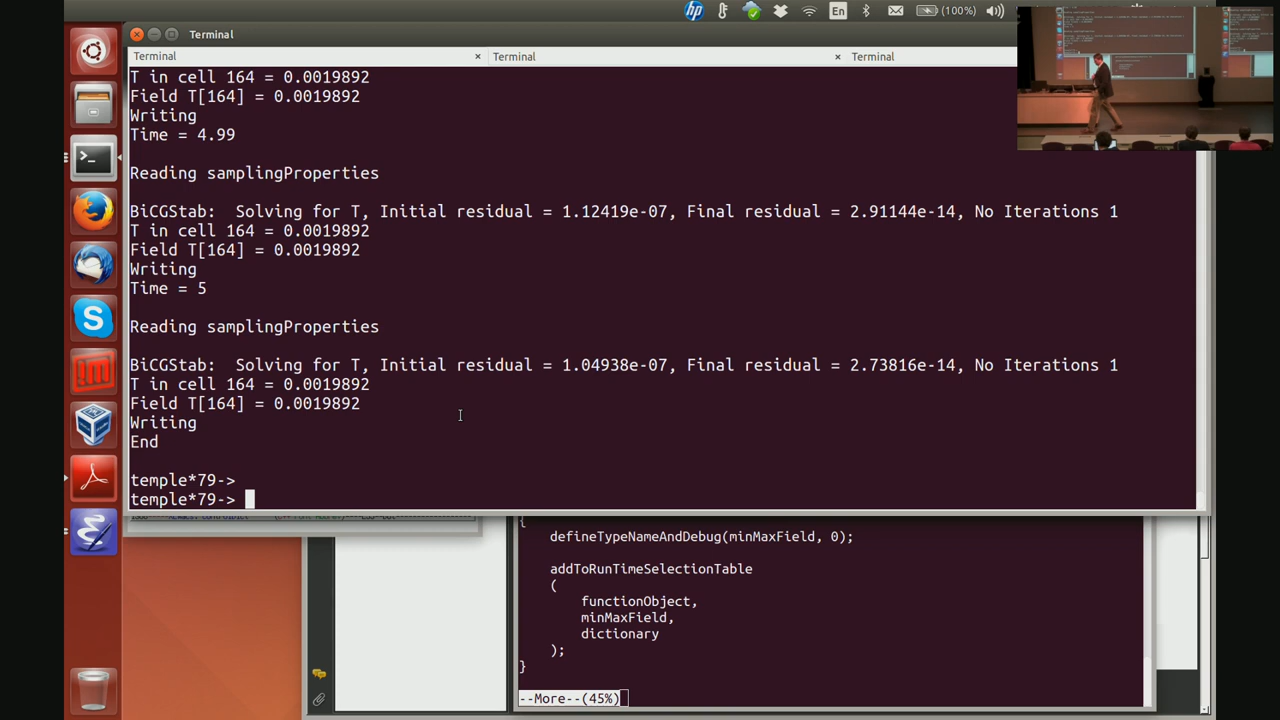 En
(100%)
Terminal
Terminal
Terminal
Terminal
T in cell 164 = 0.0019892
Field T[164] = 0.0019892
Writing
Time = 4.99
Reading samplingProperties
BiCGStab:  Solving for T, Initial residual = 1.12419e-07, Final residual = 2.91144e-14, No Iterations 1
T in cell 164 = 0.0019892
Field T[164] = 0.0019892
Writing
Time = 5
Reading samplingProperties
BiCGStab:  Solving for T, Initial residual = 1.04938e-07, Final residual = 2.73816e-14, No Iterations 1
T in cell 164 = 0.0019892
Field T[164] = 0.0019892
Writing
End
temple*79->
temple*79->
{
defineTypeNameAndDebug(minMaxField, 0);
addToRunTimeSelectionTable
(
functionObject,
minMaxField,
dictionary
);
}
--More--(45%)